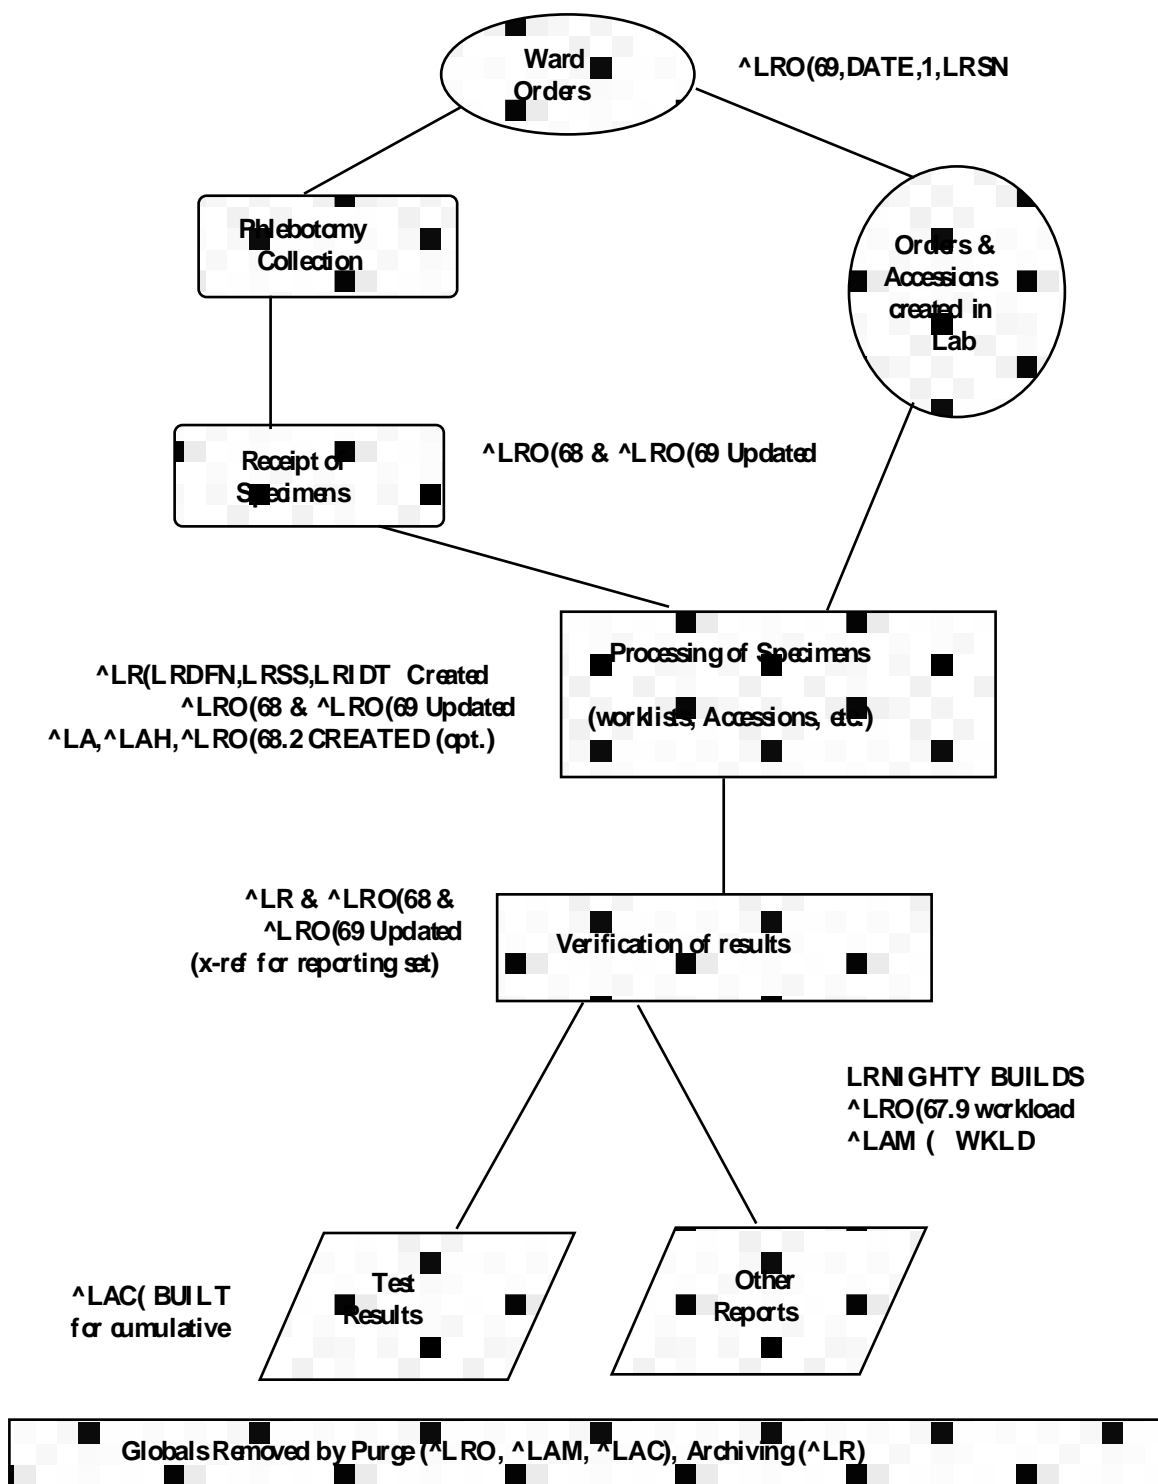 Ward
Orders
^LRO(69,DATE,1,LRSN
Phlebotomy
Collection
Orders &
Accessions
created in
Lab
Receipt of
Specimens
^LRO(68 & ^LRO(69 Updated
Processing of Specimens
(worklists, Accessions, etc.)
^LR(LRDFN,LRSS,LRIDT Created
^LRO(68 & ^LRO(69 Updated
^LA,^LAH,^LRO(68.2 CREATED (opt.)
^LR & ^LRO(68 &
^LRO(69 Updated
(x-ref for reporting set)
Verification of results
LRNIGHTY BUILDS
^LRO(67.9 workload
^LAM ( WKLD
^LAC( BUILT
for cumulative
Test
Results
Other
Reports
Globals Removed by Purge (^LRO, ^LAM, ^LAC), Archiving (^LR)